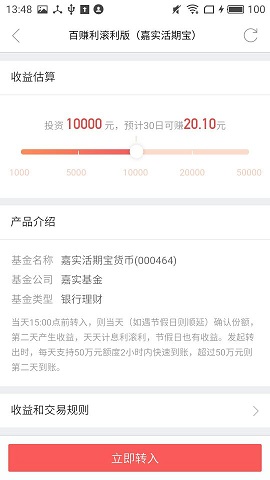 13:48 100
百赚利滚利版（嘉实活期宝）
收益估算
投资 10000 元，预计30日可赚20.10元
1000 5000 10000 20000 50000
产品介绍
基金名称 嘉实活期宝货币(000464)
基金公司 嘉实基金
基金类型 银行理财
当天15:00点前转入，则当天（如遇节假日则顺延）确认份额，
第二天产生收益，天天计息利滚利，节假日也有收益。发起转
出时，每天支持50万元额度2小时内快速到账，超过50万元则
第二天到账。
收益和交易规则
立即转入